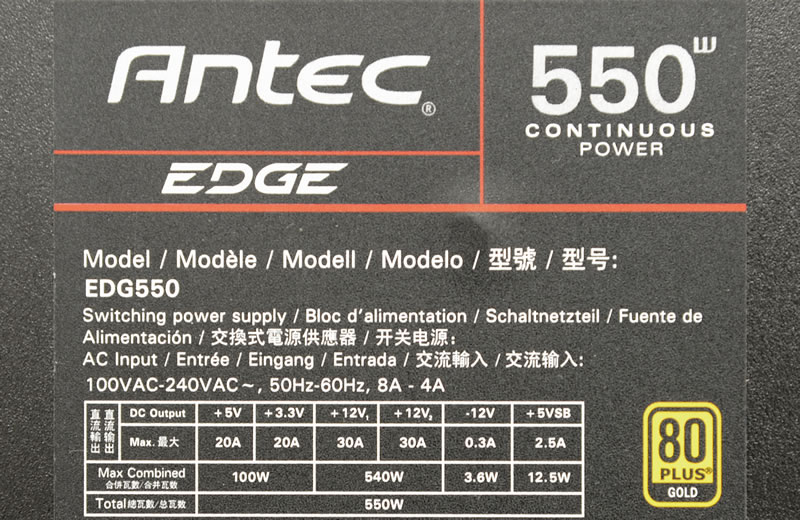 Antec®
550W
CONTINUOUS
POWER
EDGE
Model / Modèle / Modell / Modelo / 型號 / 型号:
EDG550
Switching power supply / Bloc d'alimentation / Schaltnetzteil / Fuente de
Alimentación / 交換式電源供應器 / 开关电源:
AC Input / Entrée / Eingang / Entrada / 交流輸入 / 交流输入:
100VAC-240VAC～, 50Hz-60Hz, 8A - 4A
直流輸出 直流输出 DC Output +5V +3.3V +12V₁ +12V₂ -12V +5VSB
Max. 最大 20A 20A 30A 30A 0.3A 2.5A
Max Combined 100W 540W 3.6W 12.5W
合併瓦數/合并瓦数
Total總瓦數/总瓦数 550W
80
PLUS®
GOLD